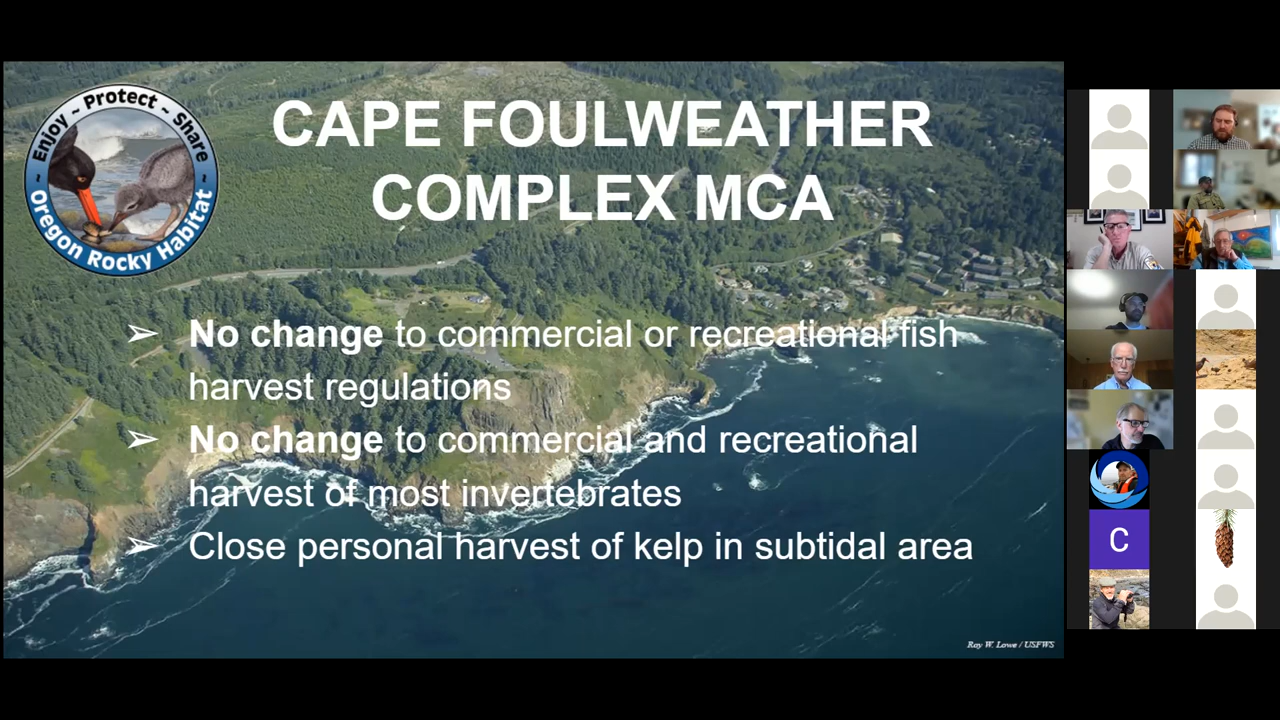 Enjoy ~ Protect ~ Share ~ Oregon Rocky Habitat ~
CAPE FOULWEATHER
COMPLEX MCA
➢ No change to commercial or recreational fish
harvest regulations
➢ No change to commercial and recreational
harvest of most invertebrates
➢ Close personal harvest of kelp in subtidal area
Roy W. Lowe / USFWS
C